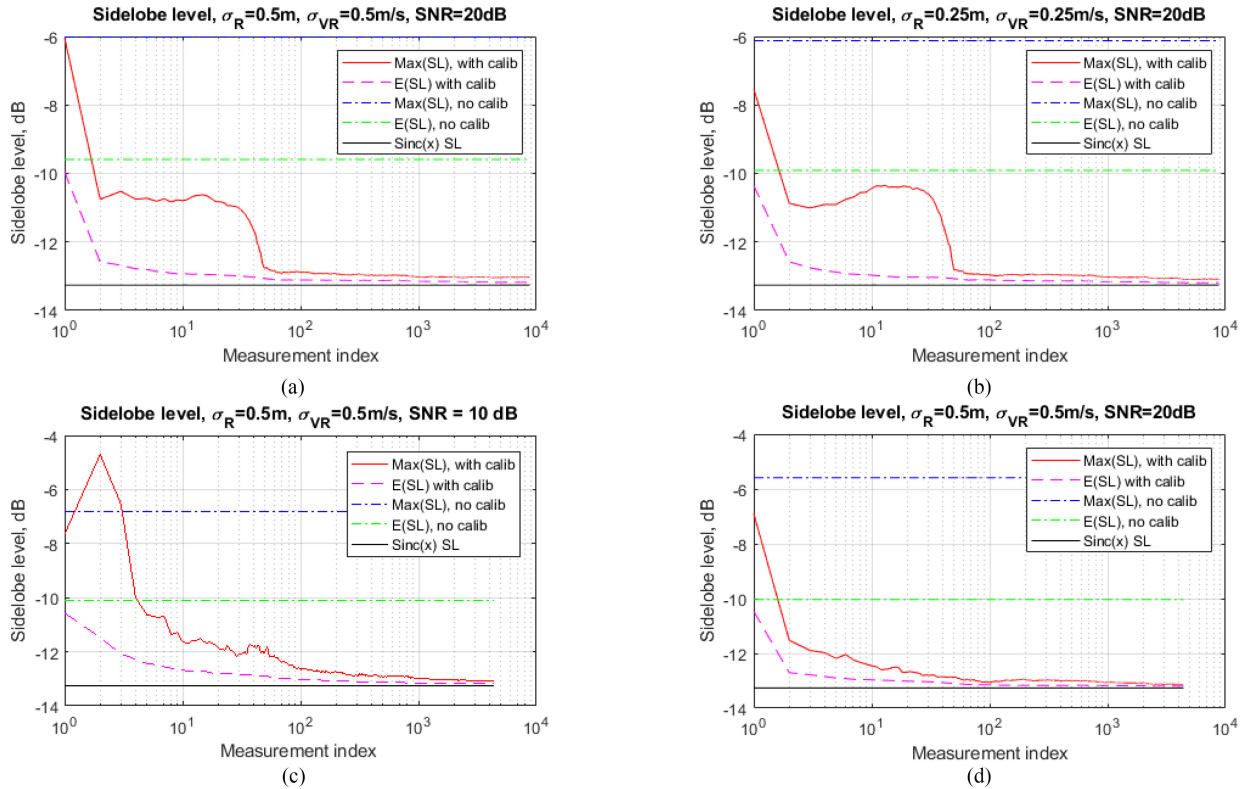 Sidelobe level, σR=0.5m, σVR=0.5m/s, SNR=20dB
-6
-8
-10
-12
-14
Sidelobe level, dB
Max(SL), with calib
E(SL) with calib
Max(SL), no calib
E(SL), no calib
Sinc(x) SL
10^0 10^1 10^2 10^3 10^4
Measurement index
(a)
Sidelobe level, σR=0.25m, σVR=0.25m/s, SNR=20dB
-6
-8
-10
-12
-14
Sidelobe level, dB
Max(SL), with calib
E(SL) with calib
Max(SL), no calib
E(SL), no calib
Sinc(x) SL
10^0 10^1 10^2 10^3 10^4
Measurement index
(b)
Sidelobe level, σR=0.5m, σVR=0.5m/s, SNR = 10 dB
-4
-6
-8
-10
-12
-14
Sidelobe level, dB
Max(SL), with calib
E(SL) with calib
Max(SL), no calib
E(SL), no calib
Sinc(x) SL
10^0 10^1 10^2 10^3 10^4
Measurement index
(c)
Sidelobe level, σR=0.5m, σVR=0.5m/s, SNR=20dB
-4
-6
-8
-10
-12
-14
Sidelobe level, dB
Max(SL), with calib
E(SL) with calib
Max(SL), no calib
E(SL), no calib
Sinc(x) SL
10^0 10^1 10^2 10^3 10^4
Measurement index
(d)